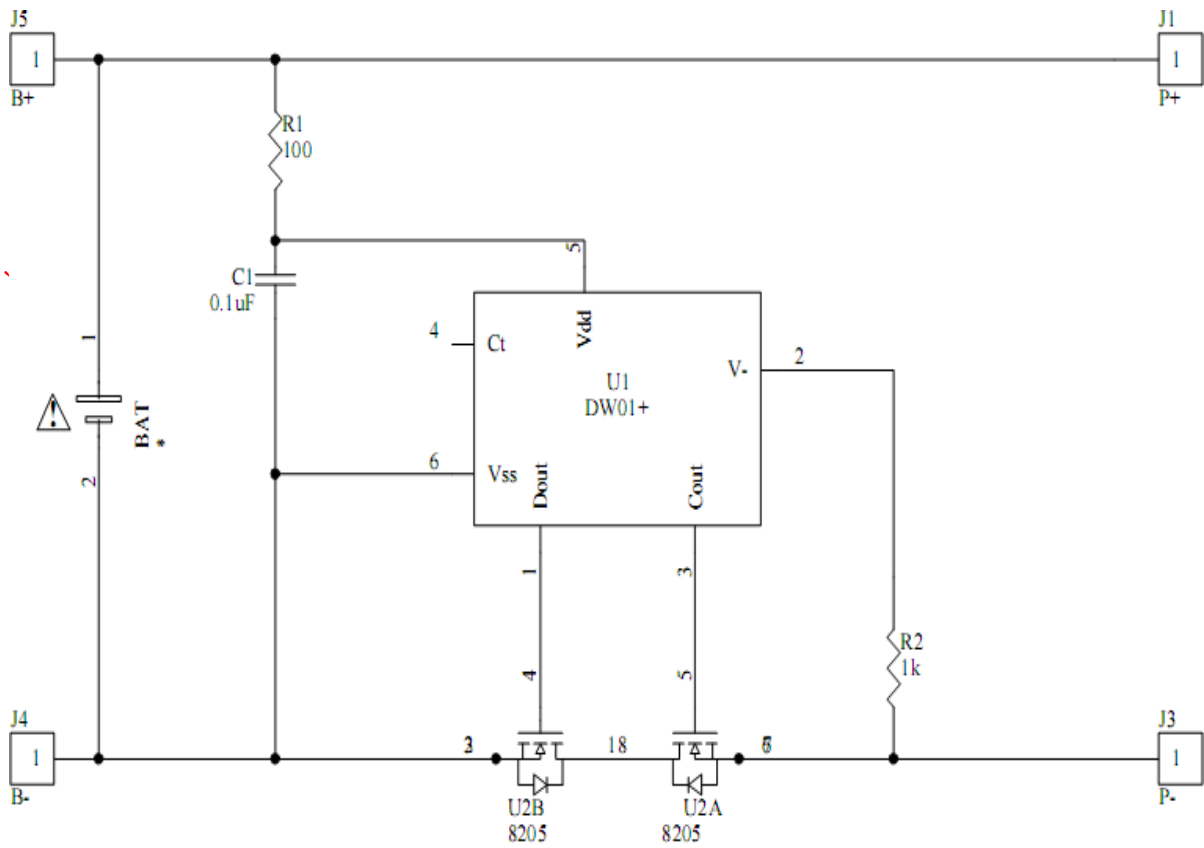 J5
1
B+
J1
1
P+
R1
100
5
C1
0.1uF
Vdd
4
Ct
2
V-
U1
DW01+
1
BAT
*
2
6
Vss
Dout
Cout
1
3
R2
1k
4
5
J4
1
B-
18
J3
1
P-
U2B
8205
U2A
8205